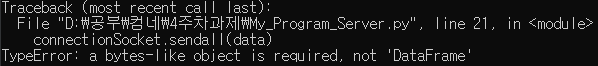 Traceback (most recent call last):
  File "D:\공부\컴네\4주차과제\My_Program_Server.py", line 21, in <module>
    connectionSocket.sendall(data)
TypeError: a bytes-like object is required, not 'DataFrame'